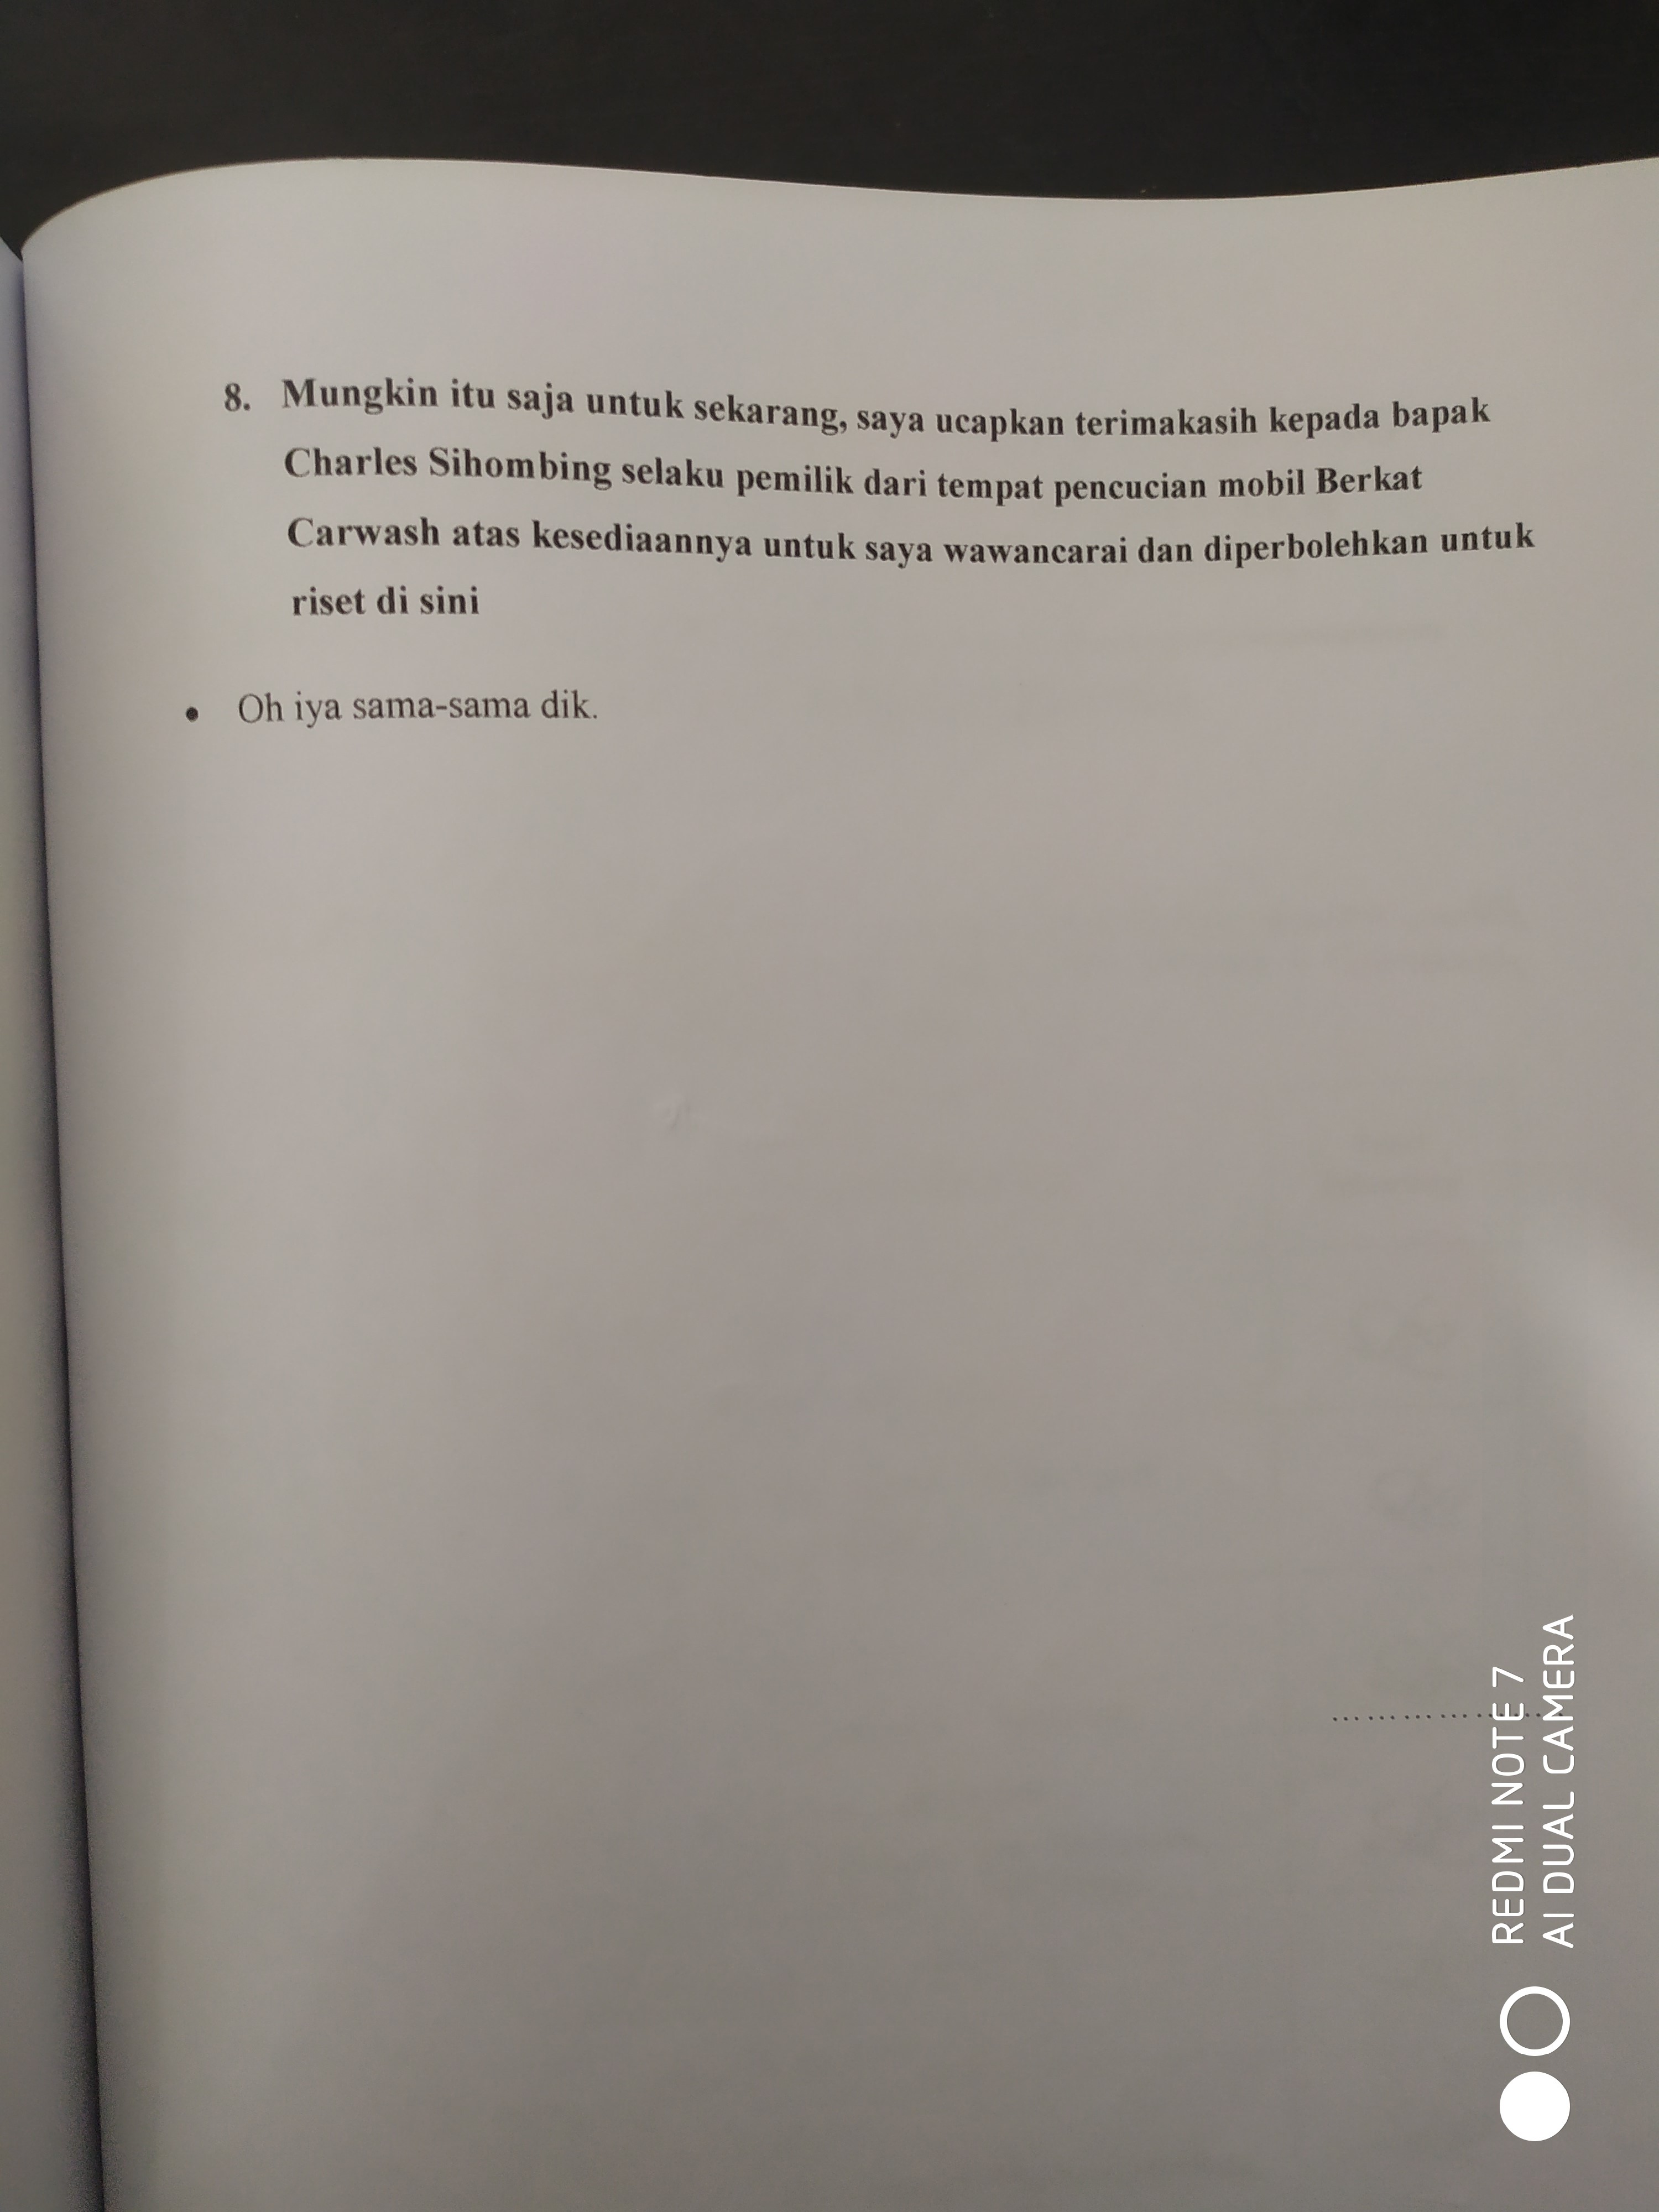 8. Mungkin itu saja untuk sekarang, saya ucapkan terimakasih kepada bapak
Charles Sihombing selaku pemilik dari tempat pencucian mobil Berkat
Carwash atas kesediaannya untuk saya wawancarai dan diperbolehkan untuk
riset di sini
• Oh iya sama-sama dik.
....................
REDMI NOTE 7
AI DUAL CAMERA